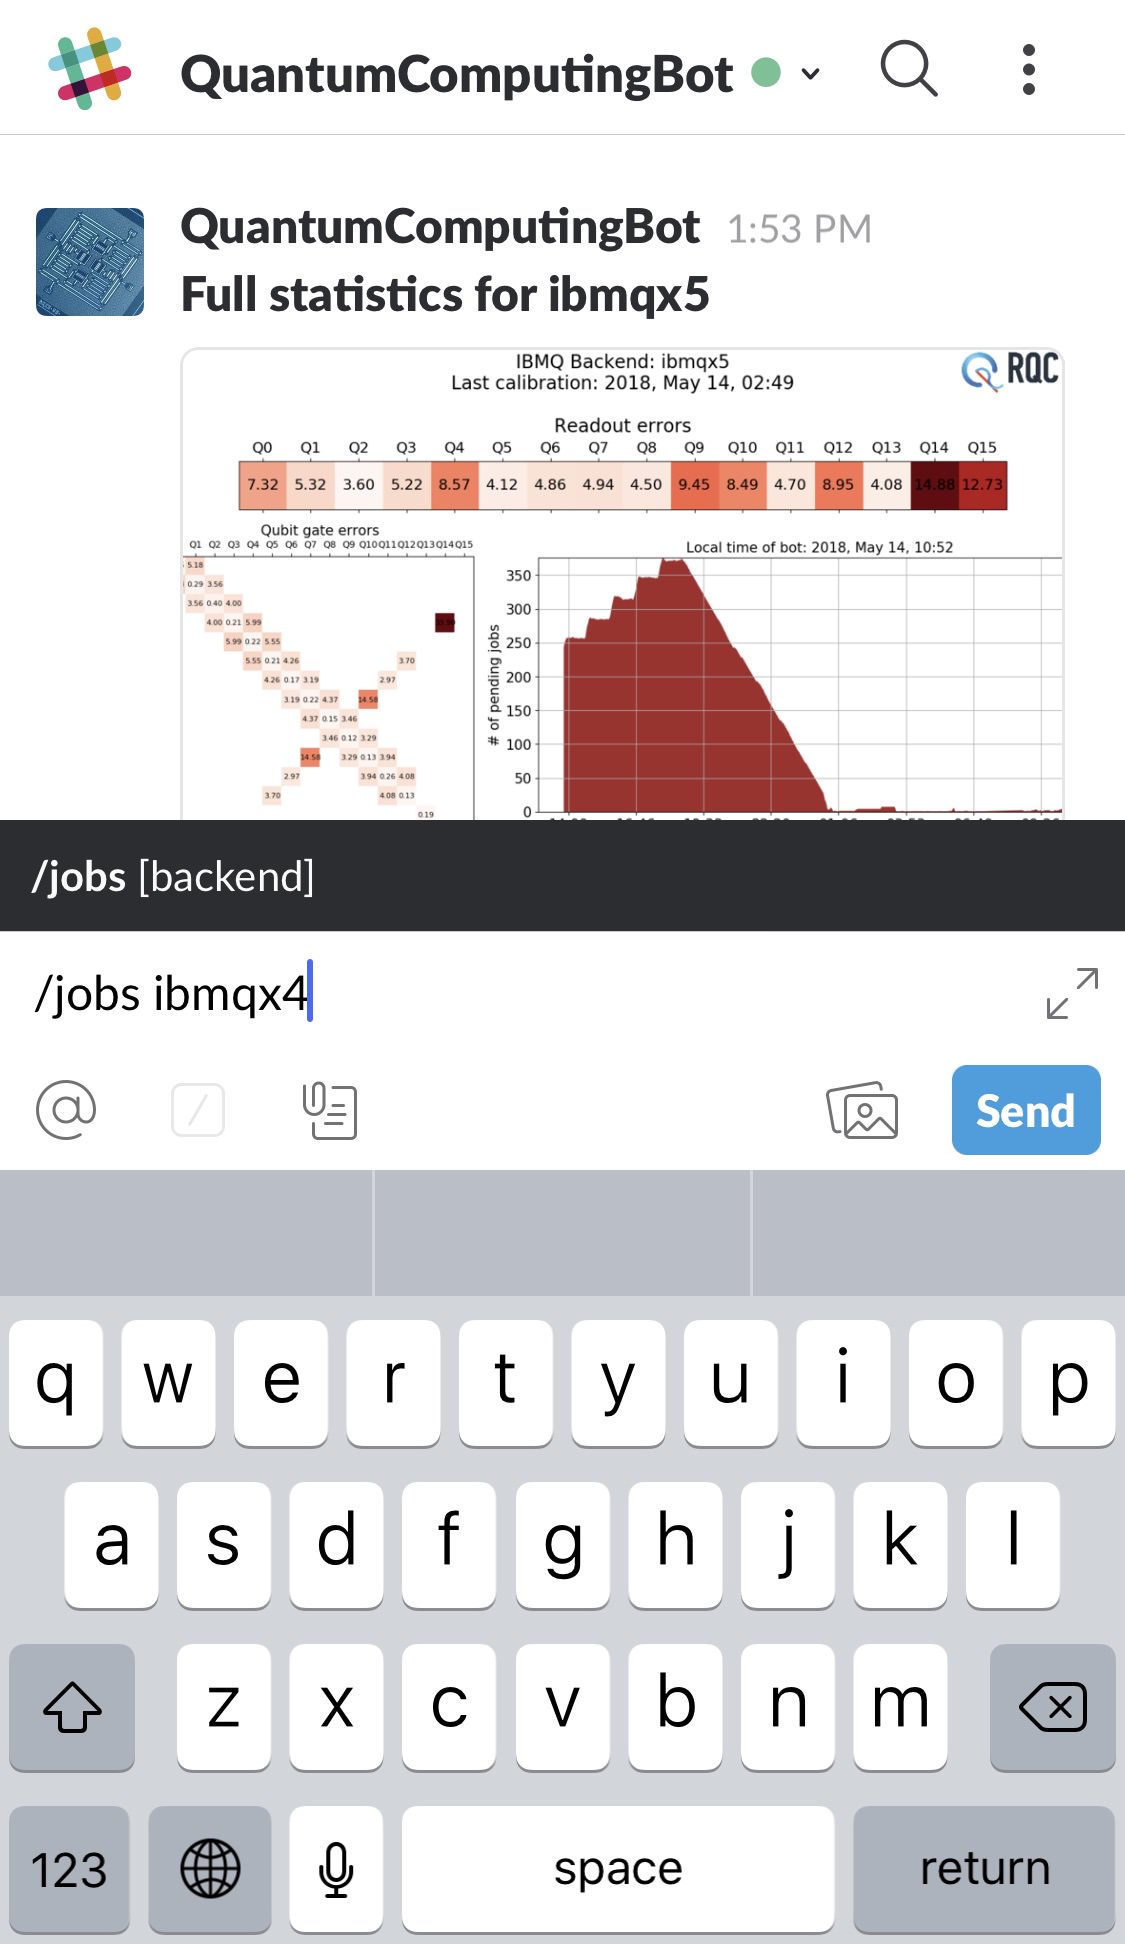 QuantumComputingBot
QuantumComputingBot 1:53 PM
Full statistics for ibmqx5
IBMQ Backend: ibmqx5
Last calibration: 2018, May 14, 02:49
RQC
Readout errors
Q0 Q1 Q2 Q3 Q4 Q5 Q6 Q7 Q8 Q9 Q10 Q11 Q12 Q13 Q14 Q15
7.32 5.32 3.60 5.22 8.57 4.12 4.86 4.94 4.50 9.45 8.49 4.70 8.95 4.08 14.88 12.73
Qubit gate errors
Q1 Q2 Q3 Q4 Q5 Q6 Q7 Q8 Q9 Q10 Q11 Q12 Q13 Q14 Q15
5.18
0.29 3.56
3.56 0.40 4.00
4.00 0.21 5.99
5.99 0.22 5.55
5.55 0.21 4.26 3.70
4.26 0.17 3.19 2.97
3.19 0.22 4.37 14.58
4.37 0.15 3.46
3.46 0.12 3.29
14.58 3.29 0.13 3.94
2.97 3.94 0.26 4.08
3.70 4.08 0.13
0.19
Local time of bot: 2018, May 14, 10:52
# of pending jobs
350
300
250
200
150
100
50
0
/jobs [backend]
/jobs ibmqx4
Send
q w e r t y u i o p
a s d f g h j k l
z x c v b n m
123 space return